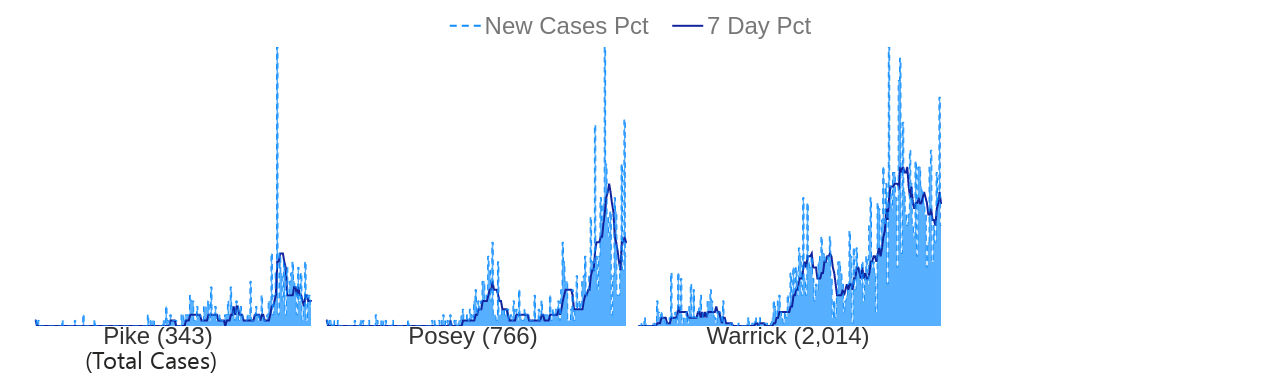 New Cases Pct 7 Day Pct
Pike (343) Posey (766) Warrick (2,014)
(Total Cases)